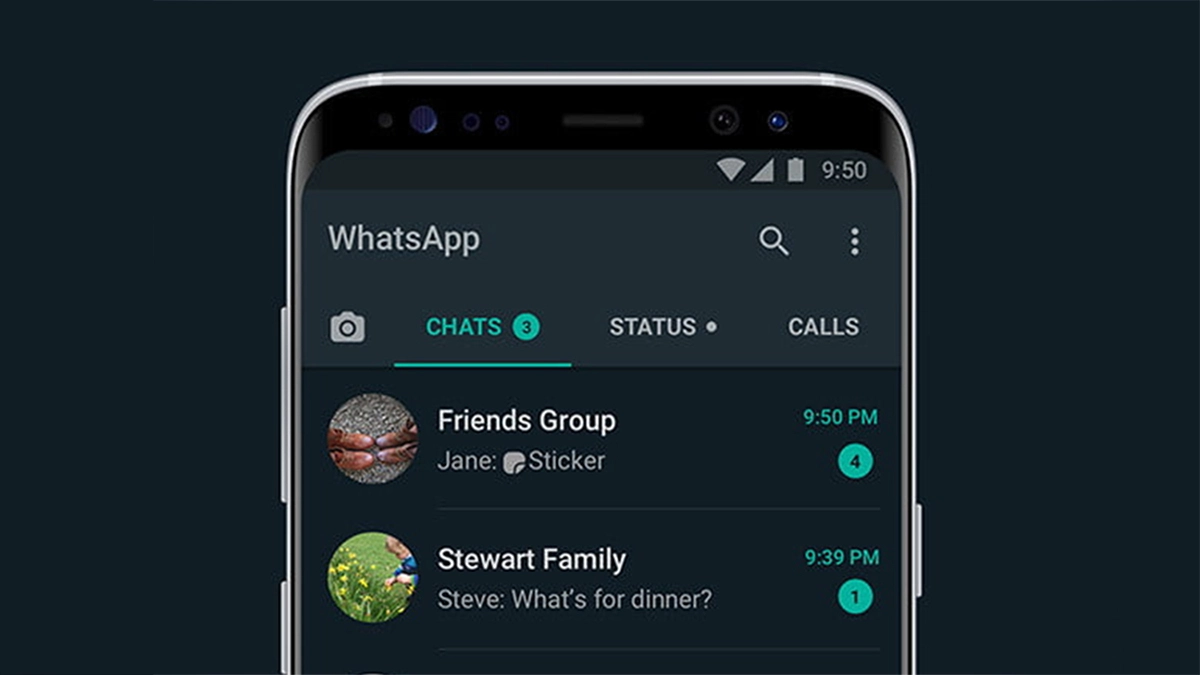 9:50
WhatsApp
CHATS 3 STATUS CALLS
Friends Group 9:50 PM
Jane: Sticker 4
Stewart Family 9:39 PM
Steve: What's for dinner? 1